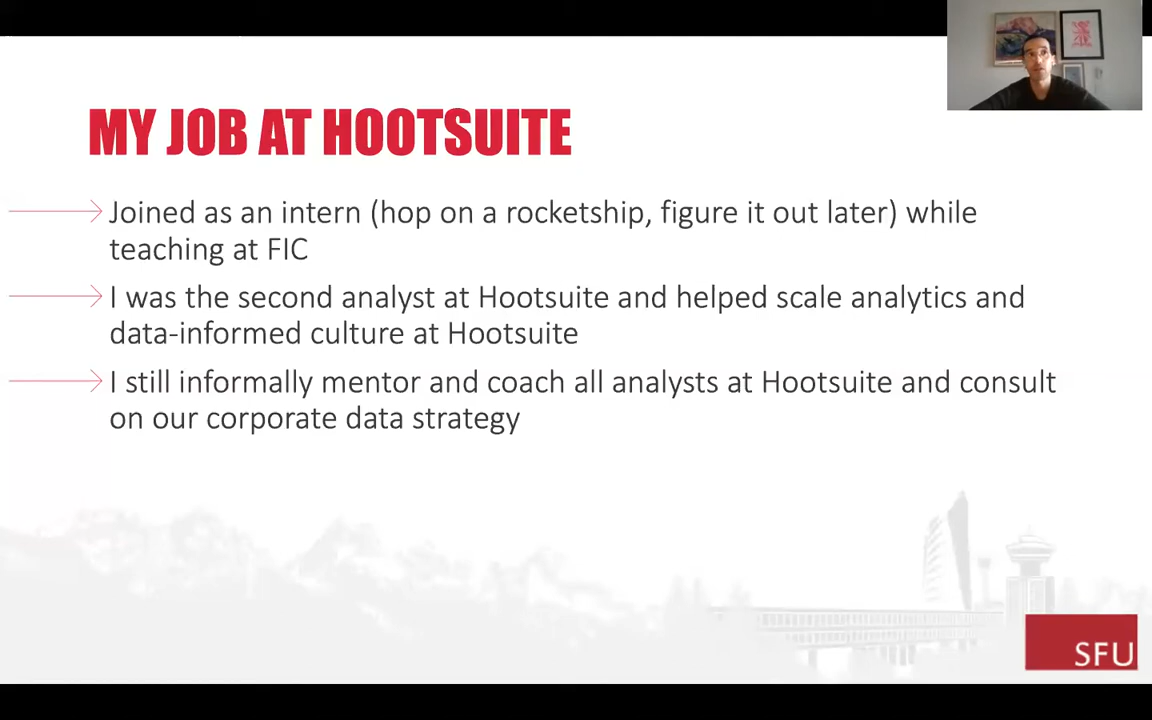 MY JOB AT HOOTSUITE
Joined as an intern (hop on a rocketship, figure it out later) while
teaching at FIC
I was the second analyst at Hootsuite and helped scale analytics and
data-informed culture at Hootsuite
I still informally mentor and coach all analysts at Hootsuite and consult
on our corporate data strategy
SFU